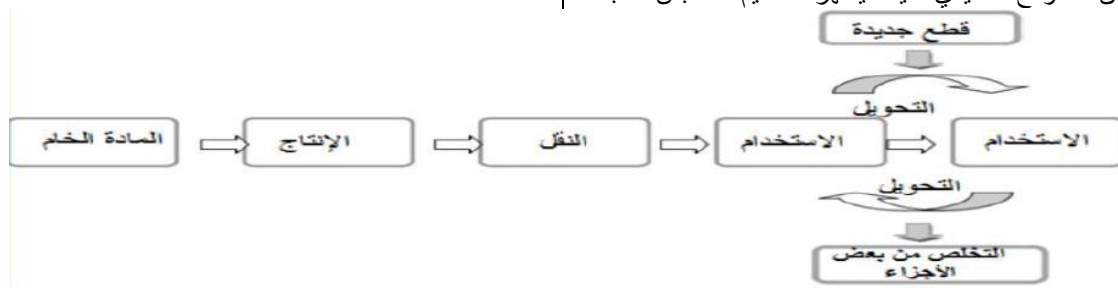 قطع جديدة
التحويل
المادة الخام
الإنتاج
النقل
الاستخدام
الاستخدام
التحويل
التخلص من بعض
الأجزاء